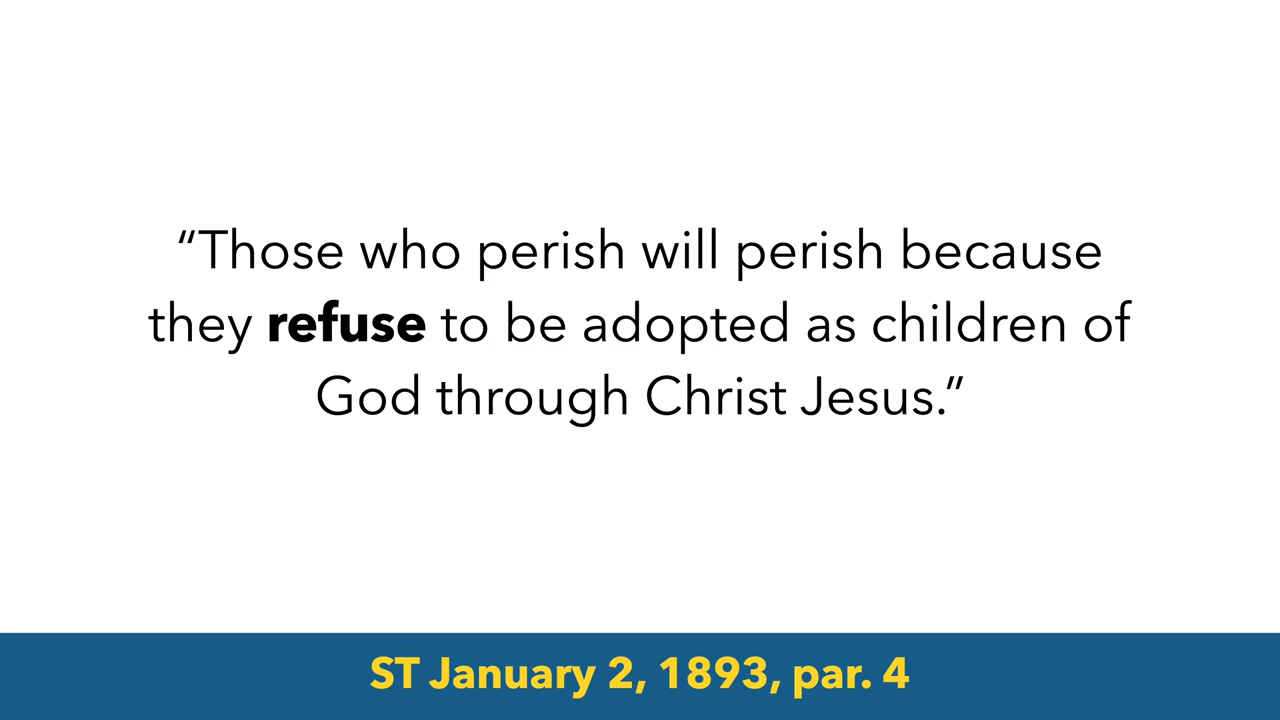 “Those who perish will perish because
they refuse to be adopted as children of
God through Christ Jesus.”
ST January 2, 1893, par. 4